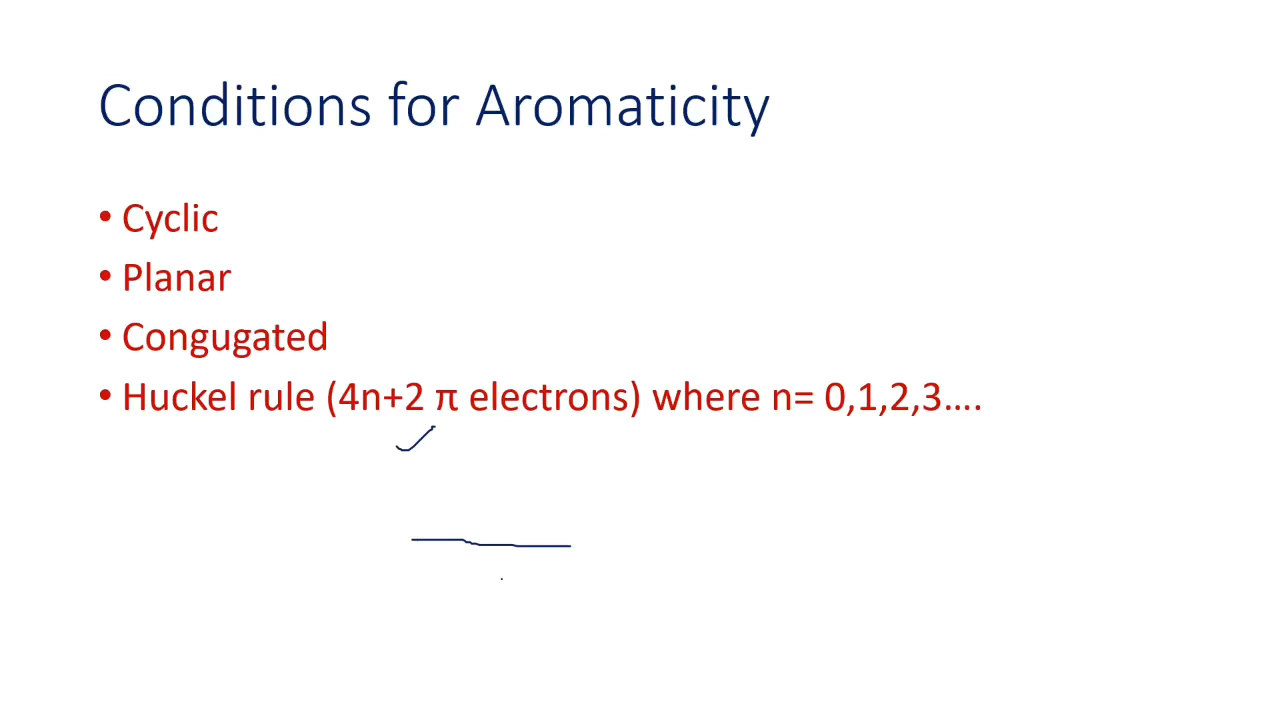 Conditions for Aromaticity
• Cyclic
• Planar
• Congugated
• Huckel rule (4n+2 π electrons) where n= 0,1,2,3....